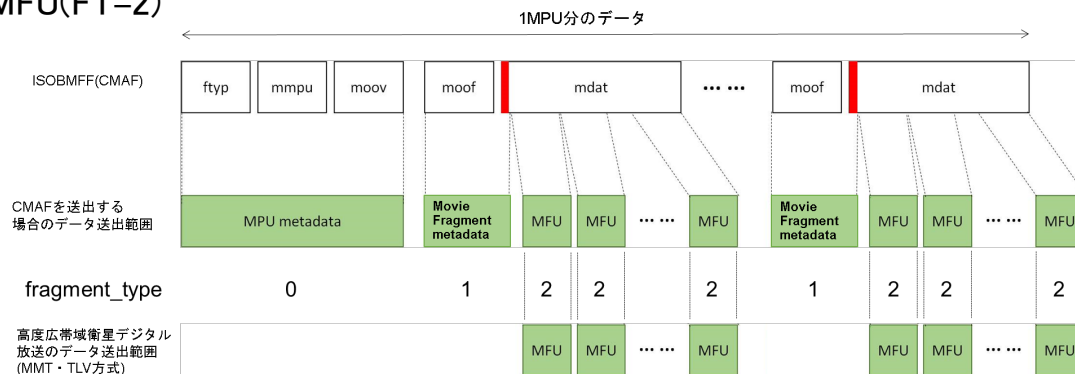 MFU(FT=2)
1MPU分のデータ
ISOBMFF(CMAF)
ftyp mmpu moov moof mdat ... ... moof mdat
CMAFを送出する
場合のデータ送出範囲
MPU metadata
Movie
Fragment
metadata
MFU MFU ... ... MFU
Movie
Fragment
metadata
MFU MFU ... ... MFU
fragment_type 0 1 2 2 2 1 2 2 2
高度広帯域衛星デジタル
放送のデータ送出範囲
(MMT・TLV方式)
MFU MFU ... ... MFU MFU MFU ... ... MFU